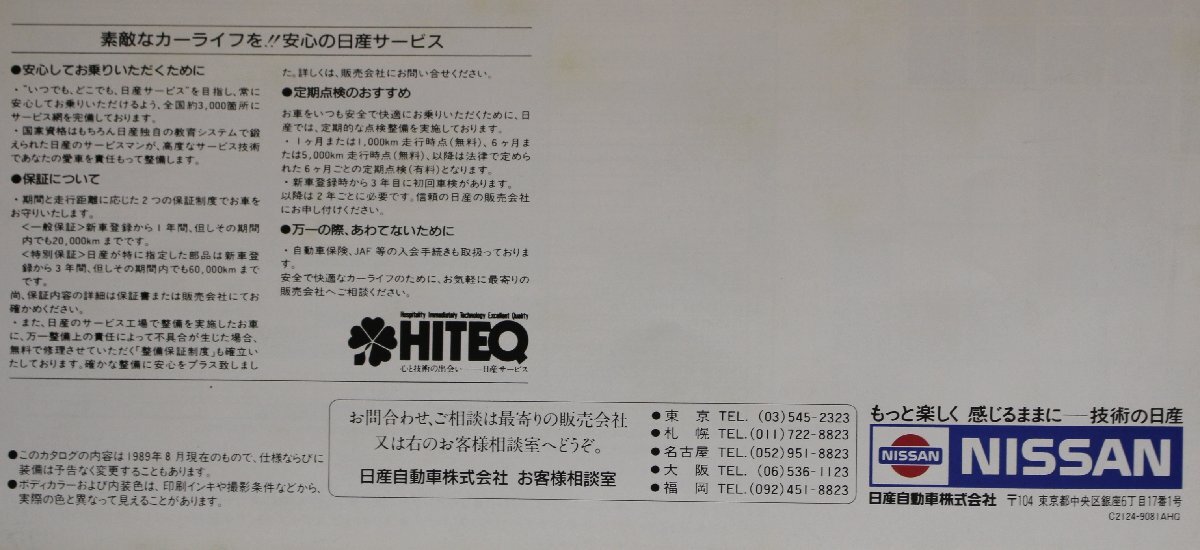 素敵なカーライフを!!安心の日産サービス
●安心してお乗りいただくために
・"いつでも、どこでも、日産サービス"を目指し、常に
安心してお乗りいただけるよう、全国約3,000箇所に
サービス網を完備しております。
・国家資格はもちろん日産独自の教育システムで鍛
えられた日産のサービスマンが、高度なサービス技術
であなたの愛車を責任もって整備します。
●保証について
・期間と走行距離に応じた2つの保証制度でお車を
お守りいたします。
<一般保証>新車登録から1年間、但しその期間
内でも20,000kmまでです。
<特別保証>日産が特に指定した部品は新車登
録から3年間、但しその期間内でも60,000kmまで
です。
尚、保証内容の詳細は保証書または販売会社にてお
確かめください。
・また、日産のサービス工場で整備を実施したお車
に、万一整備上の責任によって不具合が生じた場合、
無料で修理させていただく「整備保証制度」も確立い
たしております。確かな整備に安心をプラス致しまし
た。詳しくは、販売会社にお問い合せください。
●定期点検のおすすめ
お車をいつも安全で快適にお乗りいただくために、日
産では、定期的な点検整備を実施しております。
・1ヶ月または1,000km走行時点(無料)、6ヶ月ま
たは5,000km走行時点(無料)、以降は法律で定めら
れた6ヶ月ごとの定期点検(有料)となります。
・新車登録時から3年目に初回車検があります。
以降は2年ごとに必要です。信頼の日産の販売会社
にお申し付けください。
●万一の際、あわてないために
・自動車保険、JAF等の入会手続きも取扱っておりま
す。
安全で快適なカーライフのために、お気軽に最寄りの
販売会社へご相談ください。
Hospitality Immediately Technology Excellent Quality
HITEQ
心と技術の出会い——日産サービス
●このカタログの内容は1989年8月現在のもので、仕様ならびに
装備は予告なく変更することもあります。
●ボディカラーおよび内装色は、印刷インキや撮影条件などから、
実際の色と異なって見えることがあります。
お問合わせ、ご相談は最寄りの販売会社
又は右のお客様相談室へどうぞ。
日産自動車株式会社 お客様相談室
●東 京 TEL. (03)545-2323
●札 幌 TEL. (011)722-8823
●名古屋 TEL. (052)951-8823
●大 阪 TEL. (06)536-1123
●福 岡 TEL. (092)451-8823
もっと楽しく 感じるままに——技術の日産
NISSAN NISSAN
日産自動車株式会社 〒104 東京都中央区銀座6丁目17番1号
C2124-9081AHG